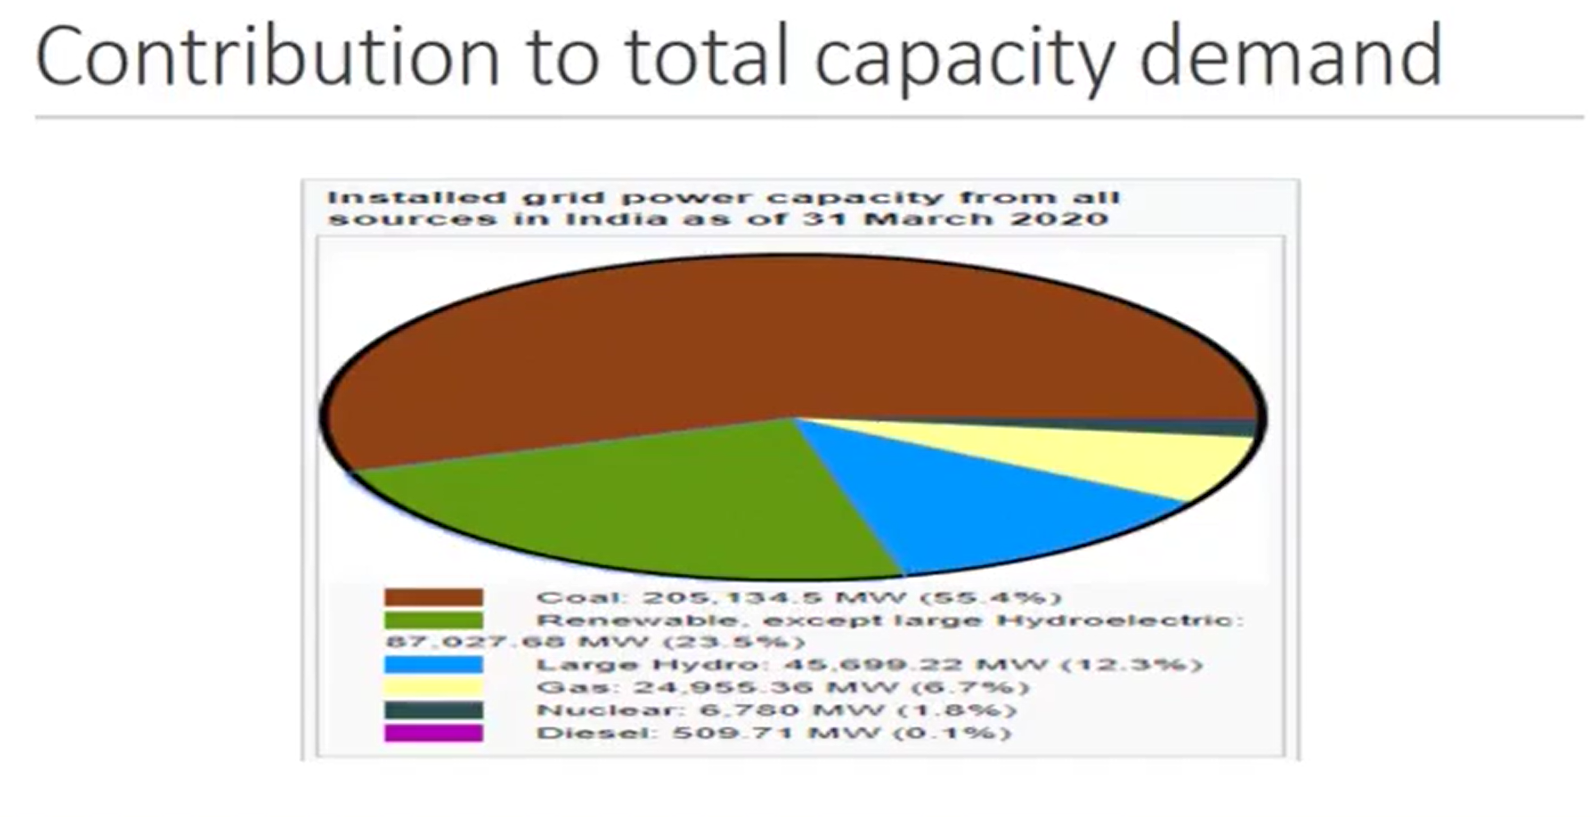 Contribution to total capacity demand
Installed grid power capacity from all
sources in India as of 31 March 2020
Coal: 205,134.5 MW (55.4%)
Renewable, except large Hydroelectric:
87,027.68 MW (23.5%)
Large Hydro: 45,699.22 MW (12.3%)
Gas: 24,955.36 MW (6.7%)
Nuclear: 6,780 MW (1.8%)
Diesel: 509.71 MW (0.1%)